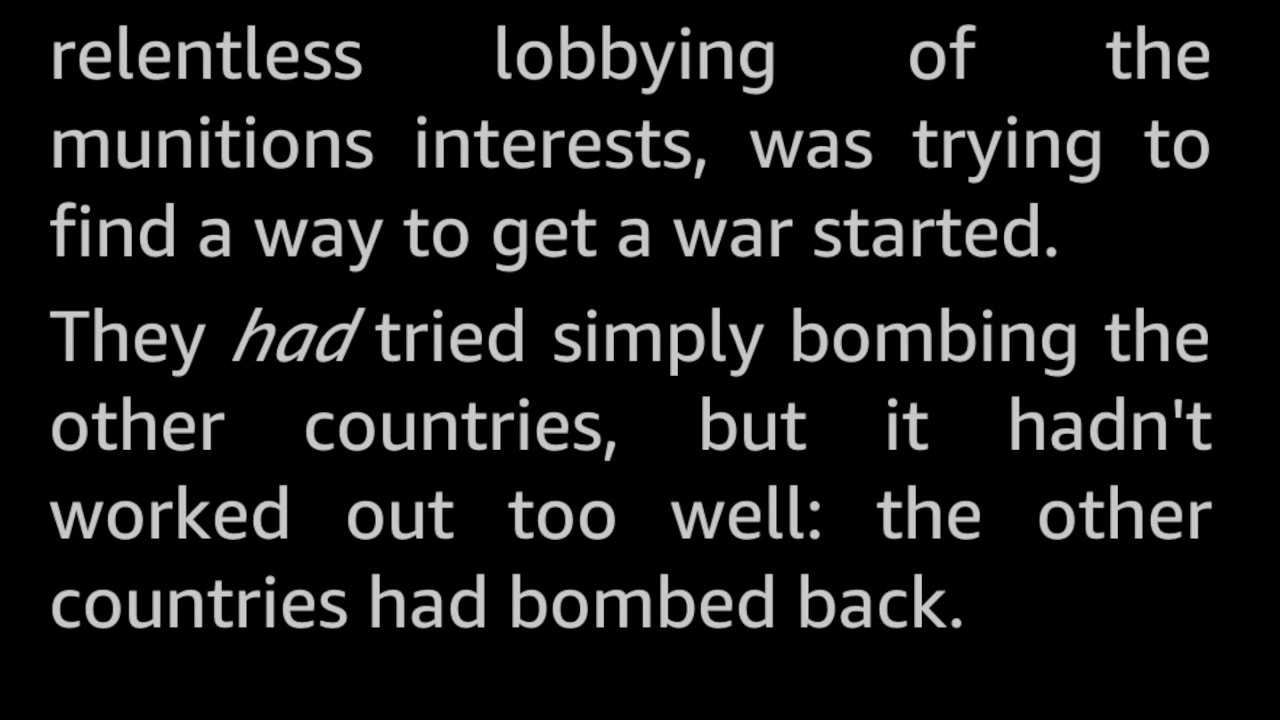 relentless lobbying of the
munitions interests, was trying to
find a way to get a war started.
They had tried simply bombing the
other countries, but it hadn't
worked out too well: the other
countries had bombed back.